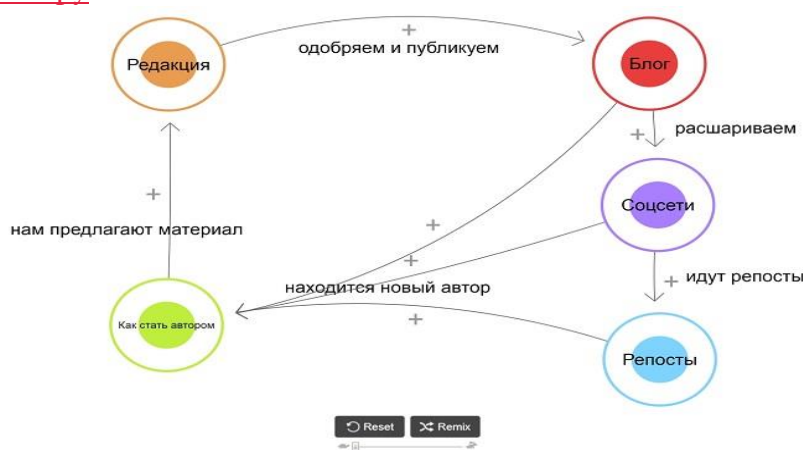 Редакция
одобряем и публикуем
Блог
расшариваем
Соцсети
нам предлагают материал
идут репосты
находится новый автор
Как стать автором
Репосты
Reset
Remix